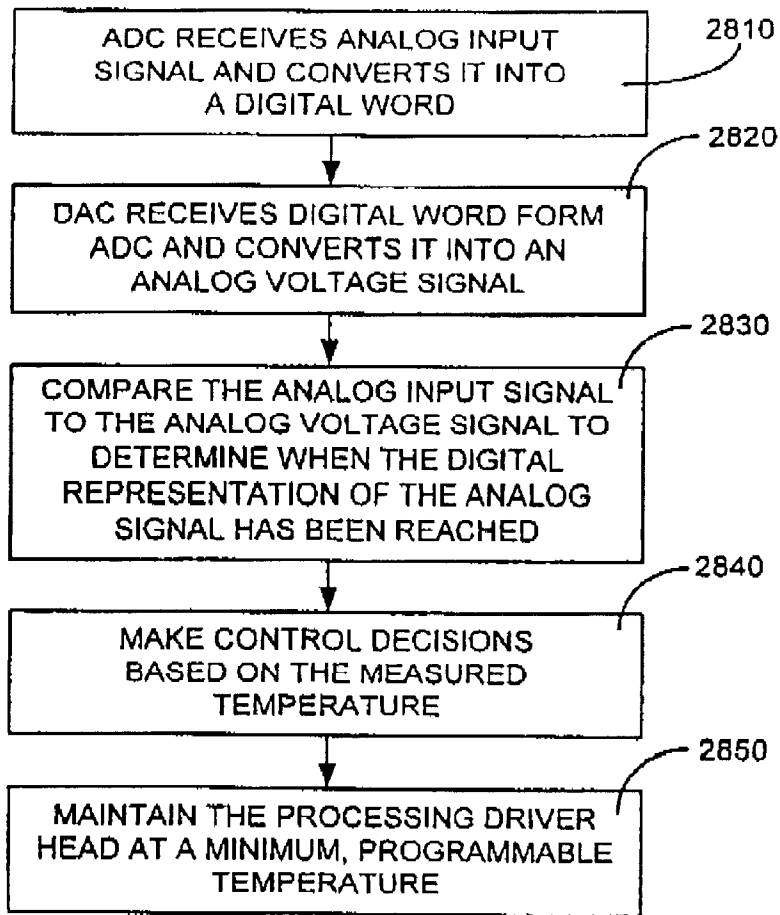 ADC RECEIVES ANALOG INPUT
SIGNAL AND CONVERTS IT INTO
A DIGITAL WORD
2810
DAC RECEIVES DIGITAL WORD FORM
ADC AND CONVERTS IT INTO AN
ANALOG VOLTAGE SIGNAL
2820
COMPARE THE ANALOG INPUT SIGNAL
TO THE ANALOG VOLTAGE SIGNAL TO
DETERMINE WHEN THE DIGITAL
REPRESENTATION OF THE ANALOG
SIGNAL HAS BEEN REACHED
2830
MAKE CONTROL DECISIONS
BASED ON THE MEASURED
TEMPERATURE
2840
MAINTAIN THE PROCESSING DRIVER
HEAD AT A MINIMUM, PROGRAMMABLE
TEMPERATURE
2850